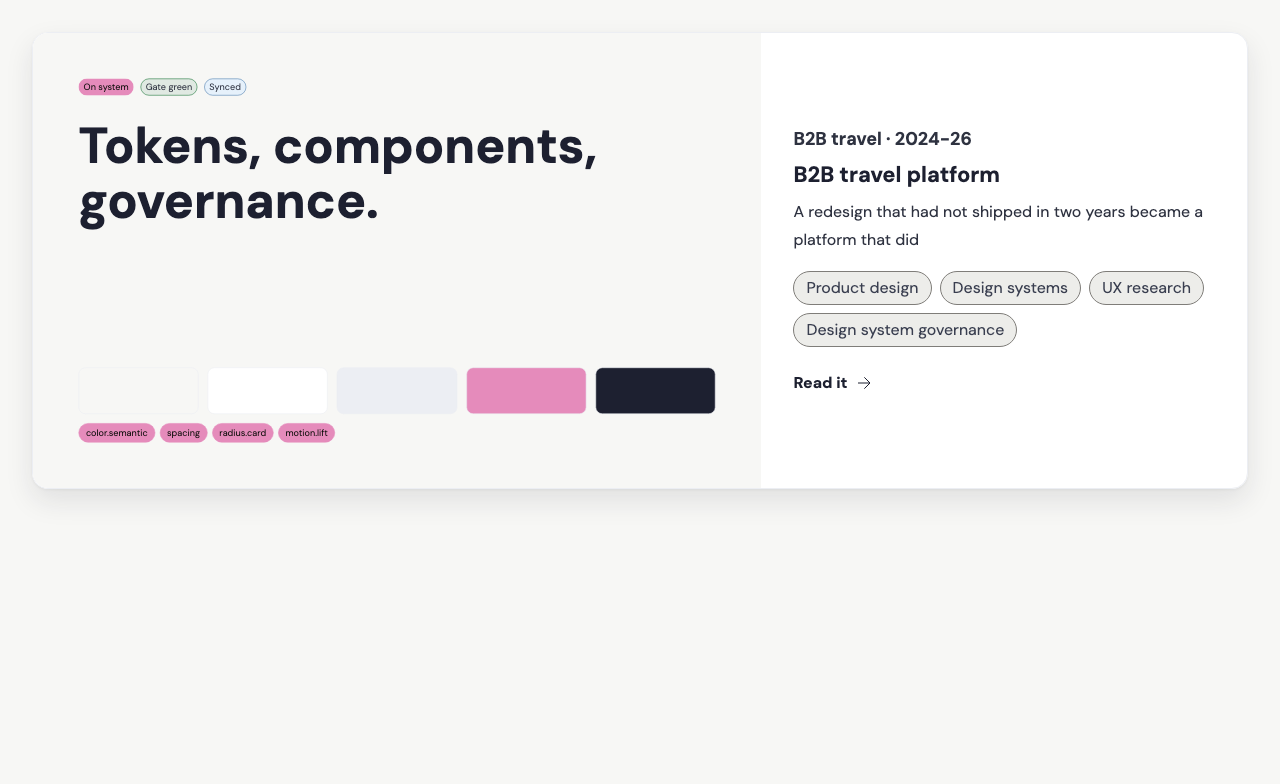 On system Gate green Synced
Tokens, components,
governance.
color.semantic spacing radius.card motion.lift
B2B travel · 2024–26
B2B travel platform
A redesign that had not shipped in two years became a
platform that did
Product design Design systems UX research
Design system governance
Read it